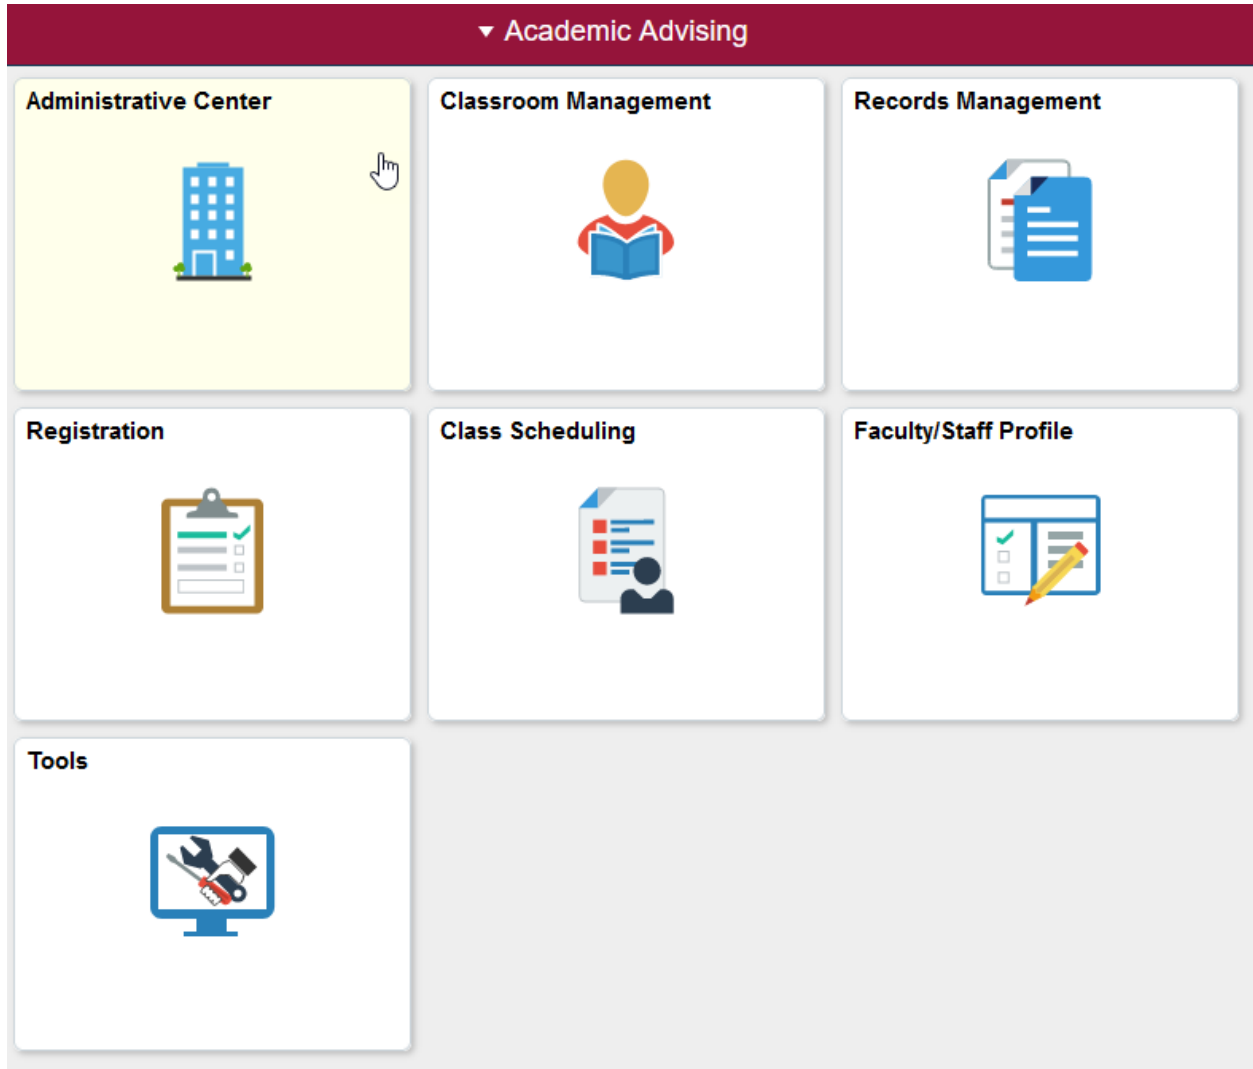 Academic Advising
Administrative Center
Classroom Management
Records Management
Registration
Class Scheduling
Faculty/Staff Profile
Tools